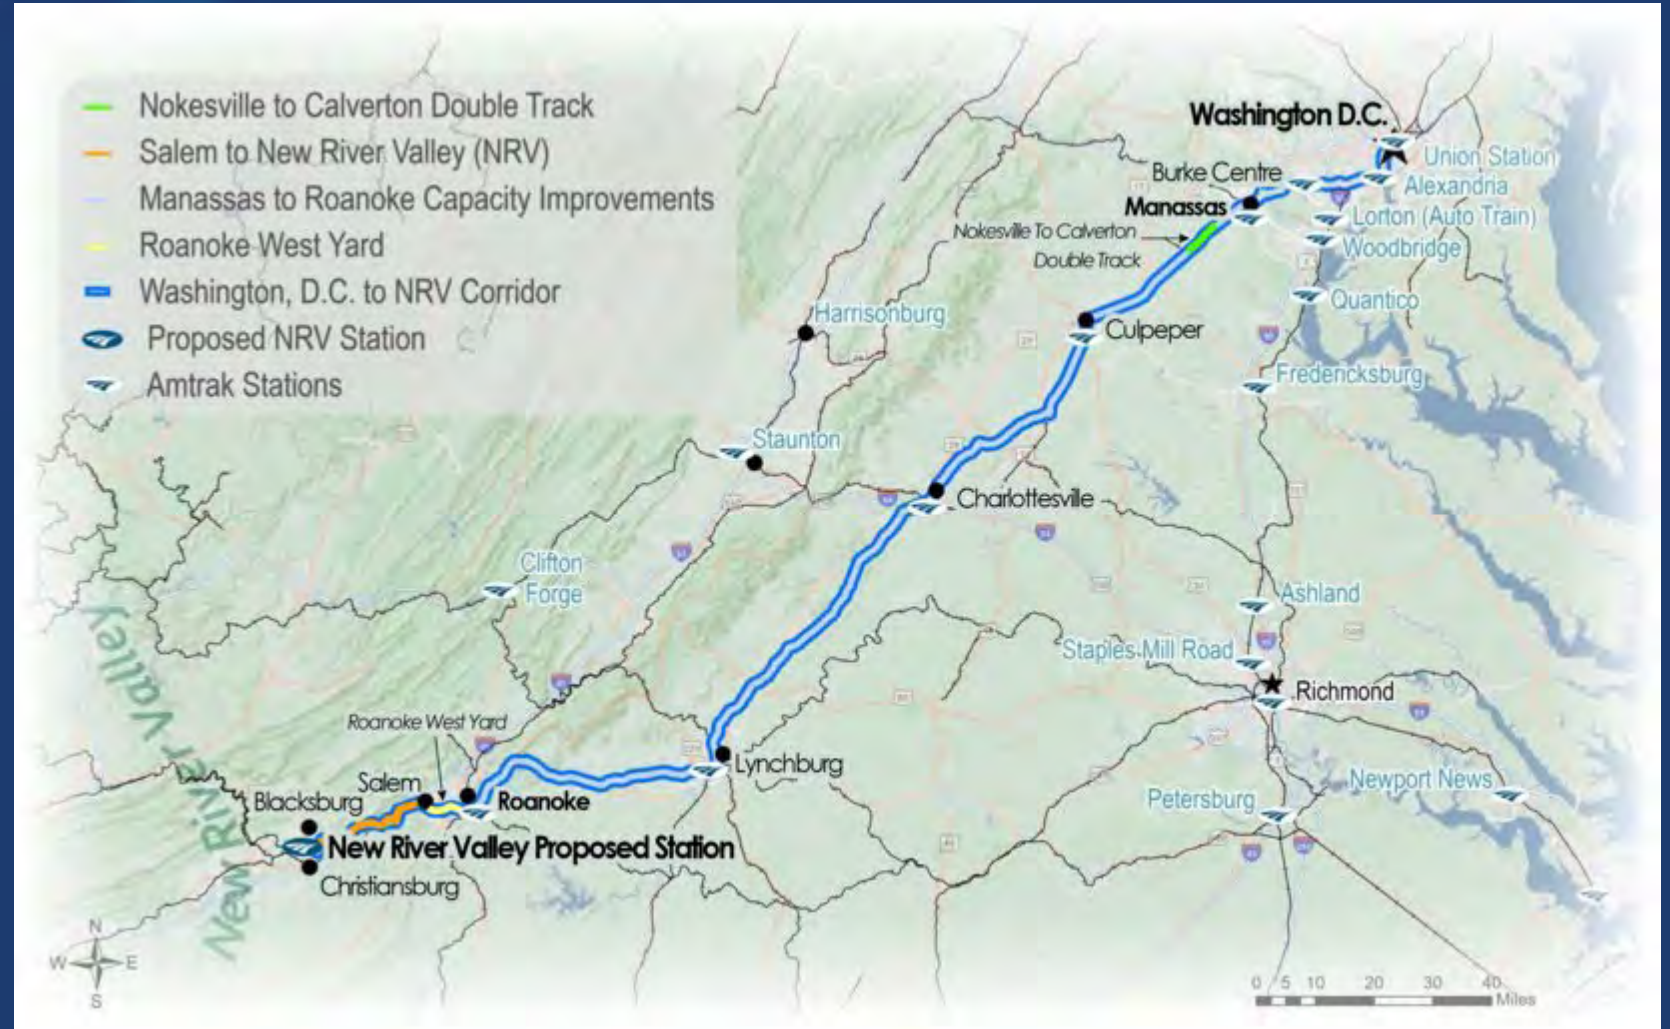 Nokesville to Calverton Double Track
Salem to New River Valley (NRV)
Manassas to Roanoke Capacity Improvements
Roanoke West Yard
Washington, D.C. to NRV Corridor
Proposed NRV Station
Amtrak Stations
Washington D.C.
Union Station
Burke Centre
Alexandria
Manassas
Lorton (Auto Train)
Nokesville To Calverton
Double Track
Woodbridge
Quantico
Harrisonburg
Culpeper
Fredericksburg
Staunton
Charlottesville
Clifton
Forge
Ashland
Staples Mill Road
Richmond
New River Valley
Roanoke West Yard
Lynchburg
Salem
Blacksburg
Roanoke
Newport News
Petersburg
New River Valley Proposed Station
Christiansburg
N
W
E
S
0 5 10 20 30 40
Miles